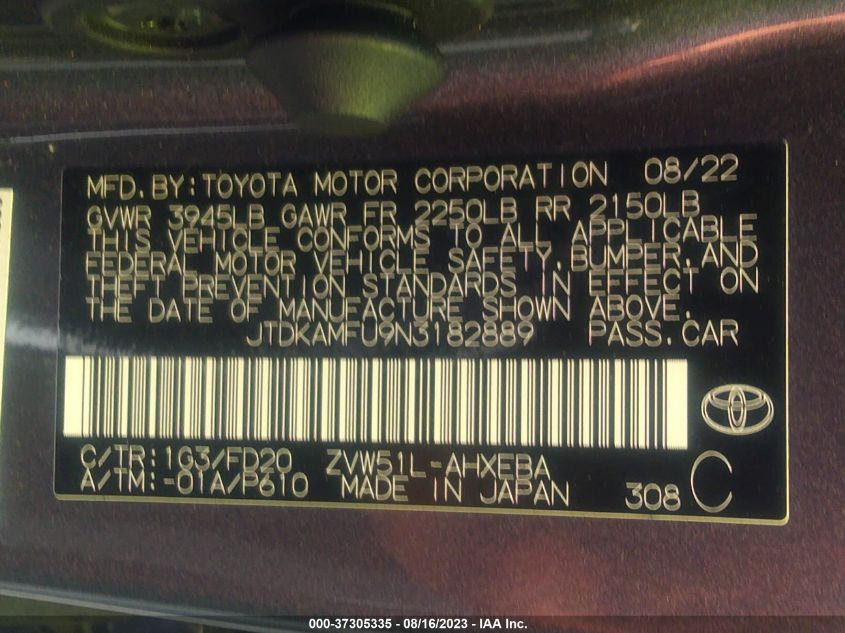 MFD.BY:TOYOTA MOTOR CORPORATION 08/22
GVWR 3945LB GAWR FR 2250LB RR 2150LB
THIS VEHICLE CONFORMS TO ALL APPLICABLE
FEDERAL MOTOR VEHICLE SAFETY,BUMPER,AND
THEFT PREVENTION STANDARDS IN EFFECT ON
THE DATE OF MANUFACTURE SHOWN ABOVE.
JTDKAMFU9N3182889 PASS.CAR
C/TR:1G3/FD20 ZVW51L-AHXEBA
A/TM:-01A/P610 MADE IN JAPAN 308 C
000-37305335 - 08/16/2023 - IAA Inc.